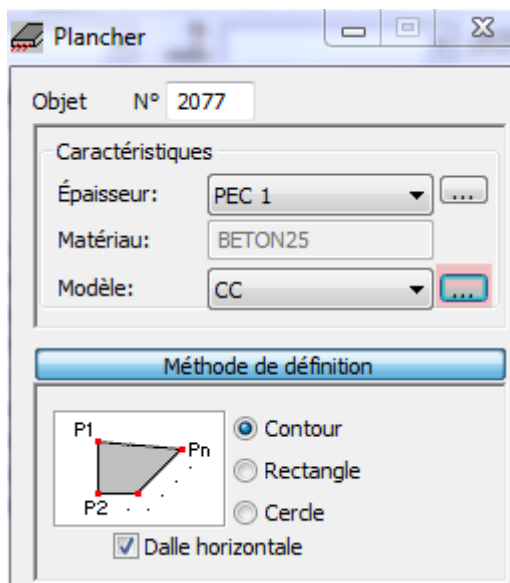 Plancher
Objet N° 2077
Caractéristiques
Épaisseur: PEC 1 ...
Matériau: BETON25
Modèle: CC ...
Méthode de définition
P1
Pn
P2
Contour
Rectangle
Cercle
Dalle horizontale